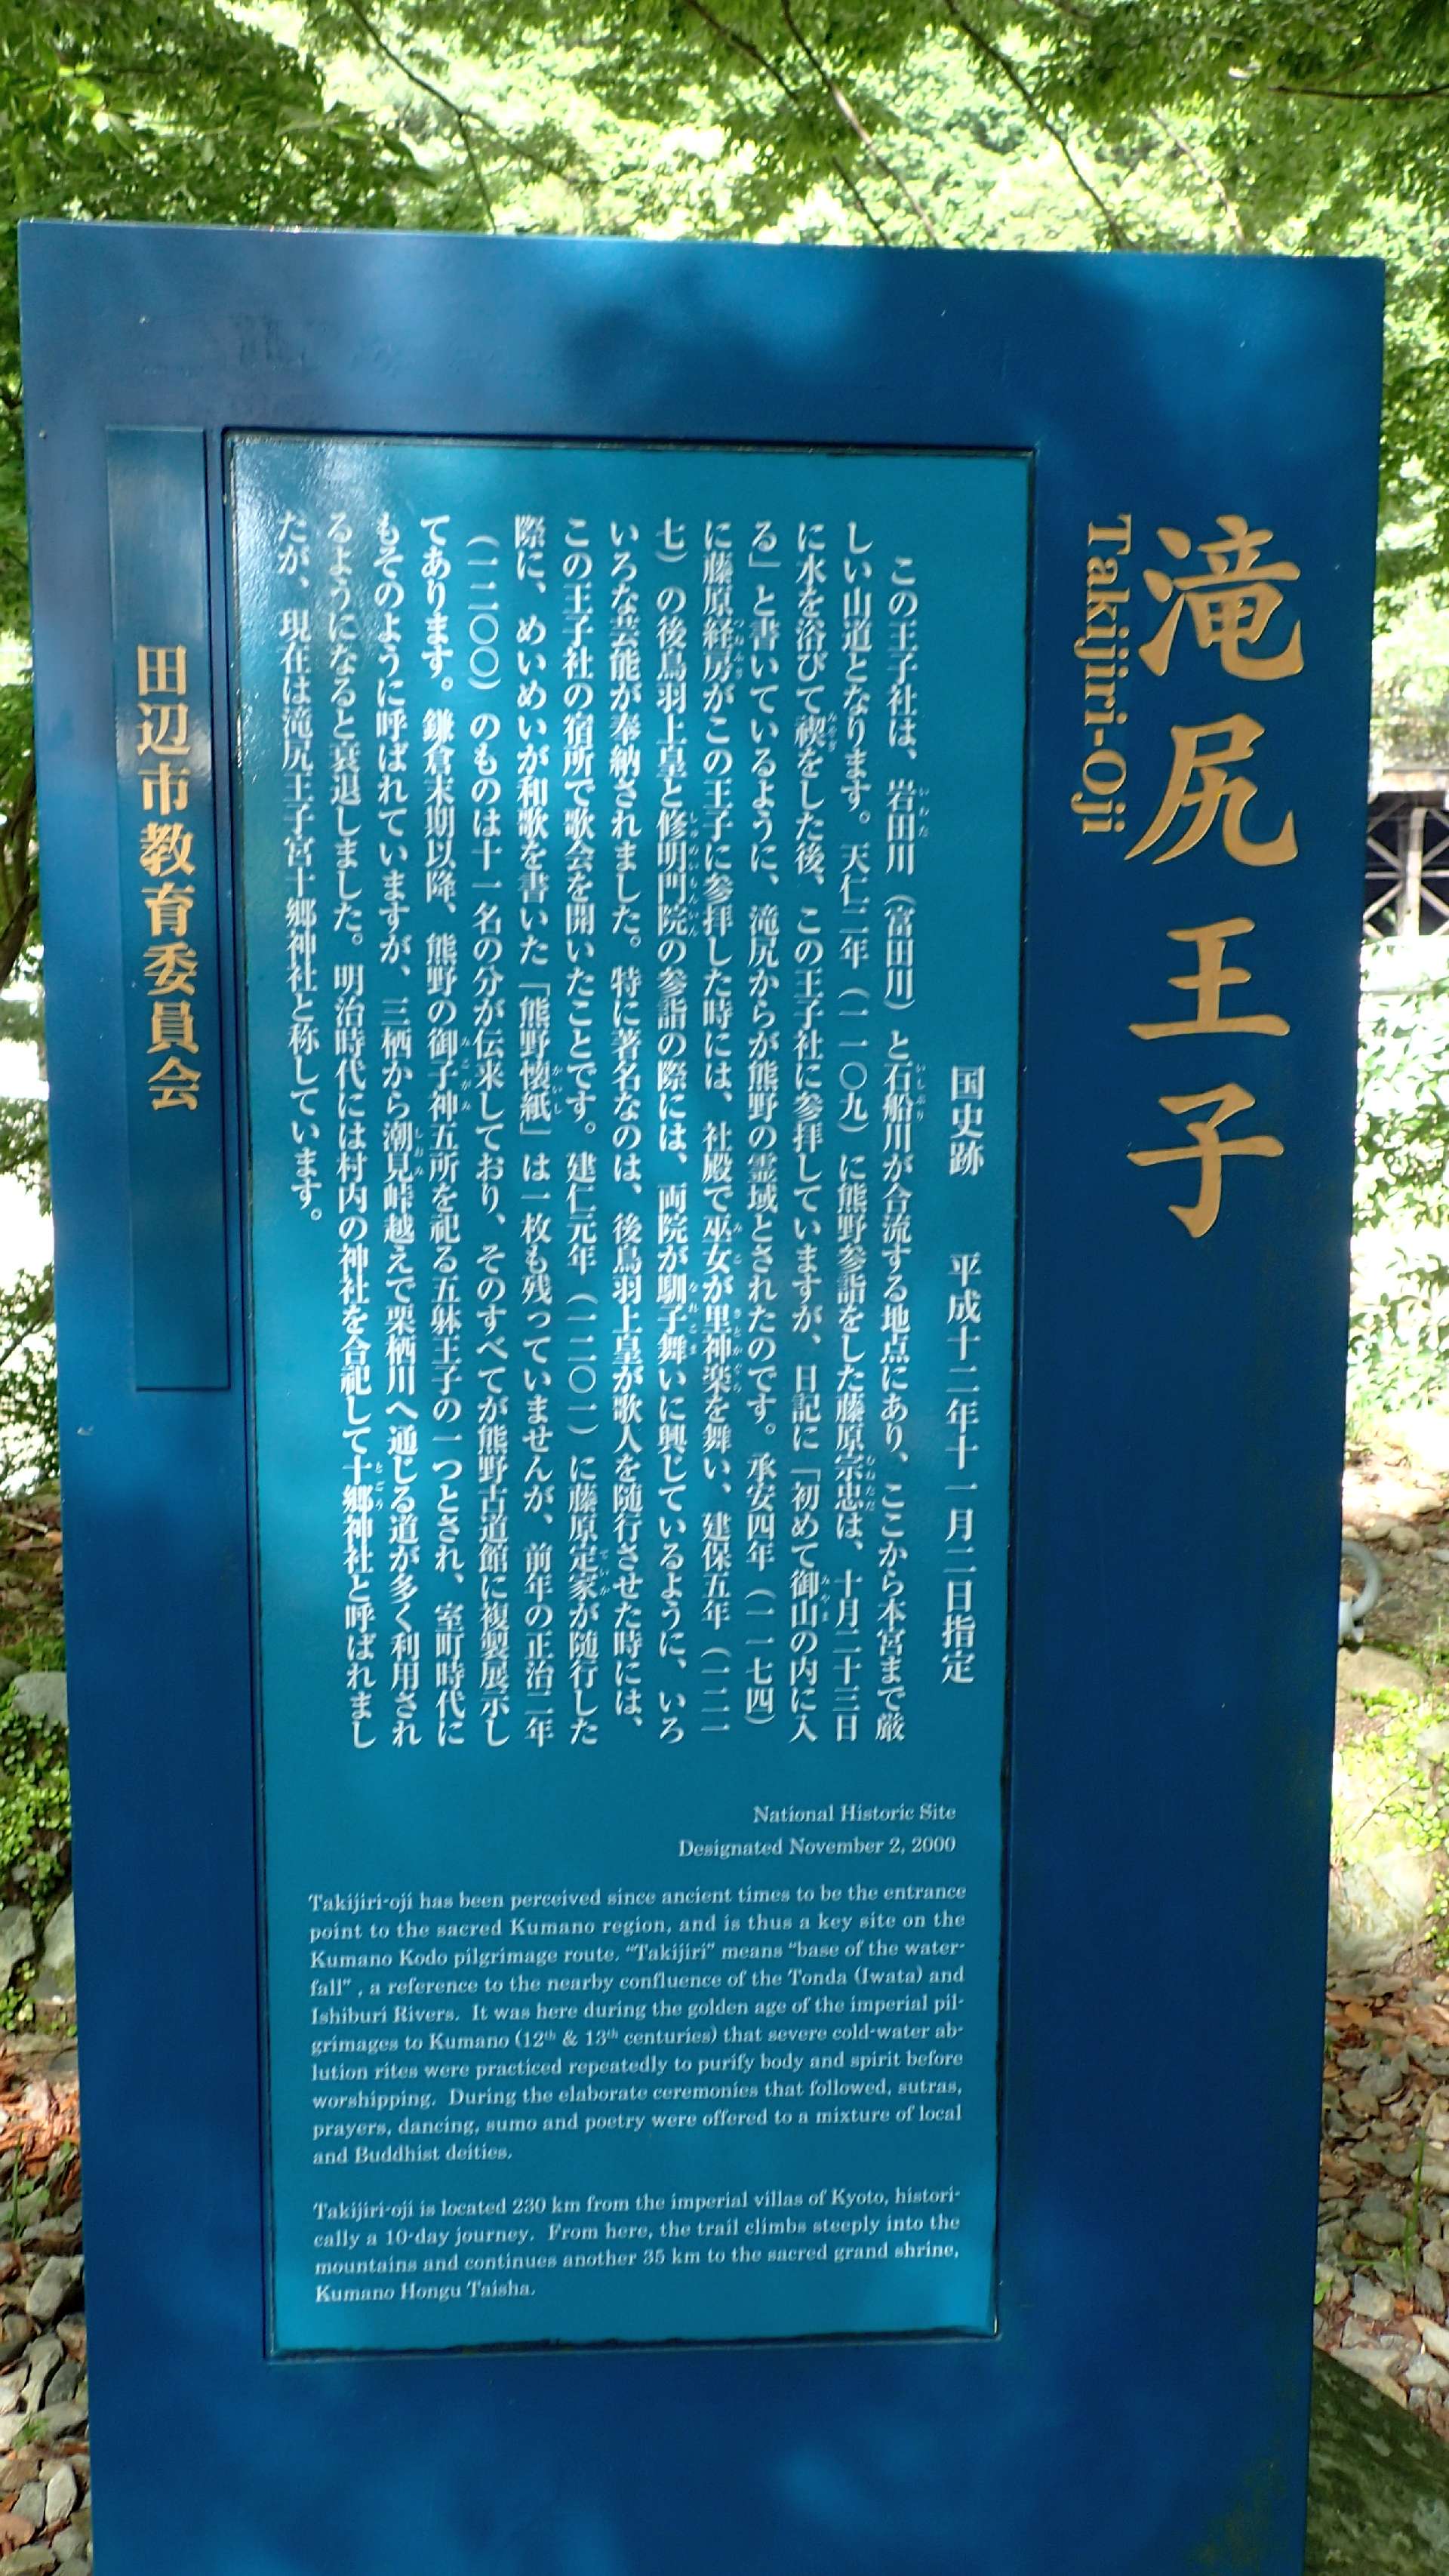 滝尻王子
Takijiri-Oji
国史跡 平成十二年十一月二日指定
この王子社は、岩田川（富田川）と石船川が合流する地点にあり、ここから本宮まで厳
しい山道となります。天仁二年（一一〇九）に熊野参詣をした藤原宗忠は、十月二十三日
に水を浴びて禊をした後、この王子社に参拝していますが、日記に「初めて御山の内に入
る」と書いているように、滝尻からが熊野の霊域とされたのです。承安四年（一一七四）
に藤原経房がこの王子に参拝した時には、社殿で巫女が里神楽を舞い、建保五年（一二一
七）の後鳥羽上皇と修明門院の参詣の際には、両院が馴子舞いに興じているように、いろ
いろな芸能が奉納されました。特に著名なのは、後鳥羽上皇が歌人を随行させた時には、
この王子社の宿所で歌会を開いたことです。建仁元年（一二〇一）に藤原定家が随行した
際に、めいめいが和歌を書いた「熊野懐紙」は一枚も残っていませんが、前年の正治二年
（一二〇〇）のものは十一名の分が伝来しており、そのすべてが熊野古道館に複製展示し
てあります。鎌倉末期以降、熊野の御子神五所を祀る五躰王子の一つとされ、室町時代に
もそのように呼ばれていますが、三栖から潮見峠越えで栗栖川へ通じる道が多く利用され
るようになると衰退しました。明治時代には村内の神社を合祀して十郷神社と呼ばれまし
たが、現在は滝尻王子宮十郷神社と称しています。
田辺市教育委員会
National Historic Site
Designated November 2, 2000
Takijiri-oji has been perceived since ancient times to be the entrance
point to the sacred Kumano region, and is thus a key site on the
Kumano Kodo pilgrimage route. “Takijiri” means “base of the water-
fall” , a reference to the nearby confluence of the Tonda (Iwata) and
Ishiburi Rivers. It was here during the golden age of the imperial pil-
grimages to Kumano (12th & 13th centuries) that severe cold-water ab-
lution rites were practiced repeatedly to purify body and spirit before
worshipping. During the elaborate ceremonies that followed, sutras,
prayers, dancing, sumo and poetry were offered to a mixture of local
and Buddhist deities.
Takijiri-oji is located 230 km from the imperial villas of Kyoto, histori-
cally a 10-day journey. From here, the trail climbs steeply into the
mountains and continues another 35 km to the sacred grand shrine,
Kumano Hongu Taisha.